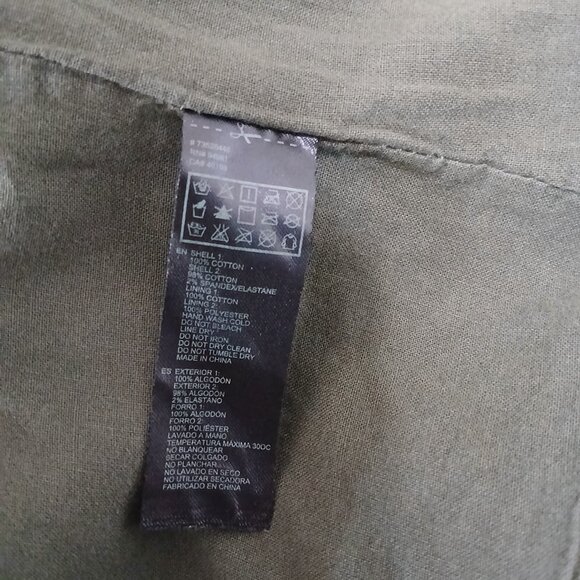 EN SHELL 1:
100% COTTON
SHELL 2:
98% COTTON
2% SPANDEX/ELASTANE
LINING 1:
100% COTTON
LINING 2:
100% POLYESTER
HAND WASH COLD
DO NOT BLEACH
LINE DRY
DO NOT IRON
DO NOT DRY CLEAN
DO NOT TUMBLE DRY
MADE IN CHINA
ES EXTERIOR 1:
100% ALGODÓN
EXTERIOR 2:
98% ALGODÓN
2% ELASTANO
FORRO 1:
100% ALGODÓN
FORRO 2:
100% POLIÉSTER
LAVADO A MANO
TEMPERATURA MÁXIMA 30OC
NO BLANQUEAR
SECAR COLGADO
NO PLANCHAR
NO LAVADO EN SECO
NO UTILIZAR SECADORA
FABRICADO EN CHINA